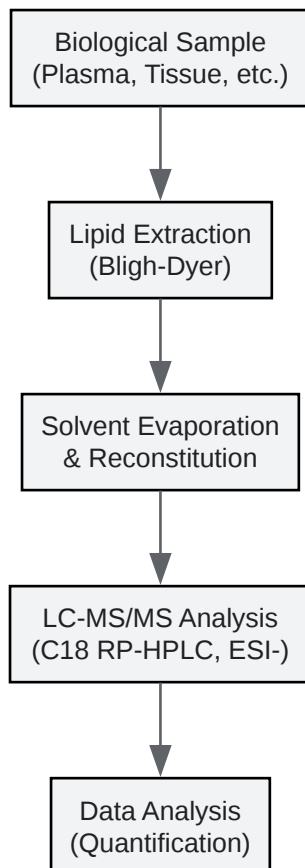 Biological Sample
(Plasma, Tissue, etc.)
Lipid Extraction
(Bligh-Dyer)
Solvent Evaporation
& Reconstitution
LC-MS/MS Analysis
(C18 RP-HPLC, ESI-)
Data Analysis
(Quantification)